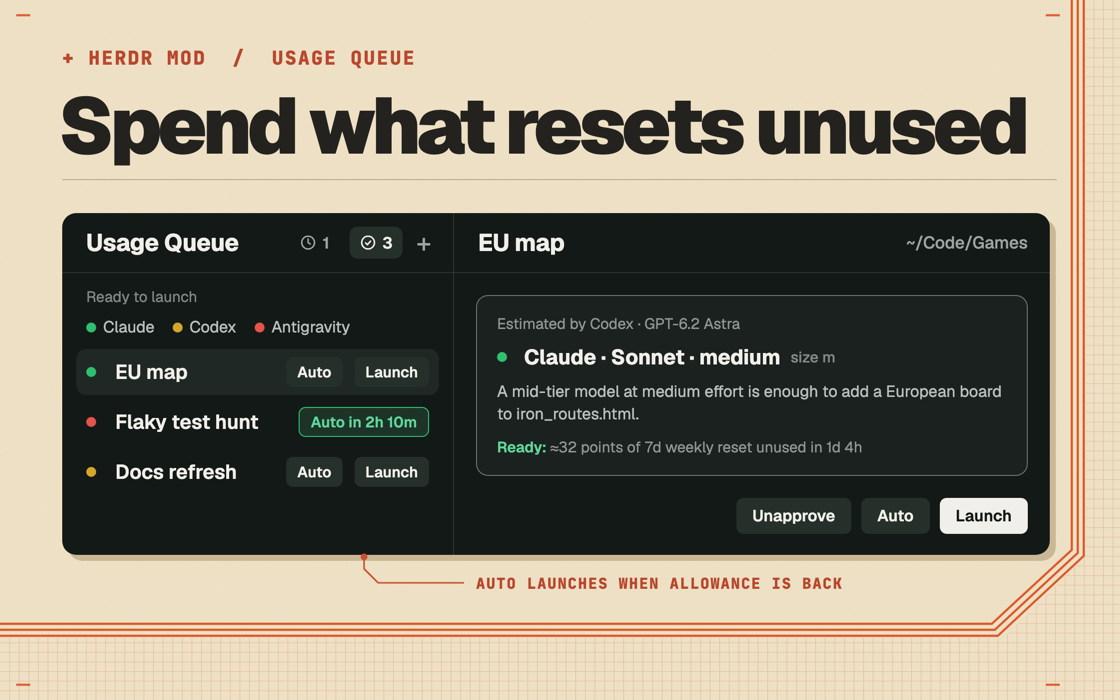 + HERDR MOD / USAGE QUEUE
Spend what resets unused
Usage Queue
1
3
+
Ready to launch
Claude
Codex
Antigravity
EU map
Auto
Launch
Flaky test hunt
Auto in 2h 10m
Docs refresh
Auto
Launch
EU map
~/Code/Games
Estimated by Codex · GPT-6.2 Astra
Claude · Sonnet · medium size m
A mid-tier model at medium effort is enough to add a European board
to iron_routes.html.
Ready: ≈32 points of 7d weekly reset unused in 1d 4h
Unapprove
Auto
Launch
AUTO LAUNCHES WHEN ALLOWANCE IS BACK